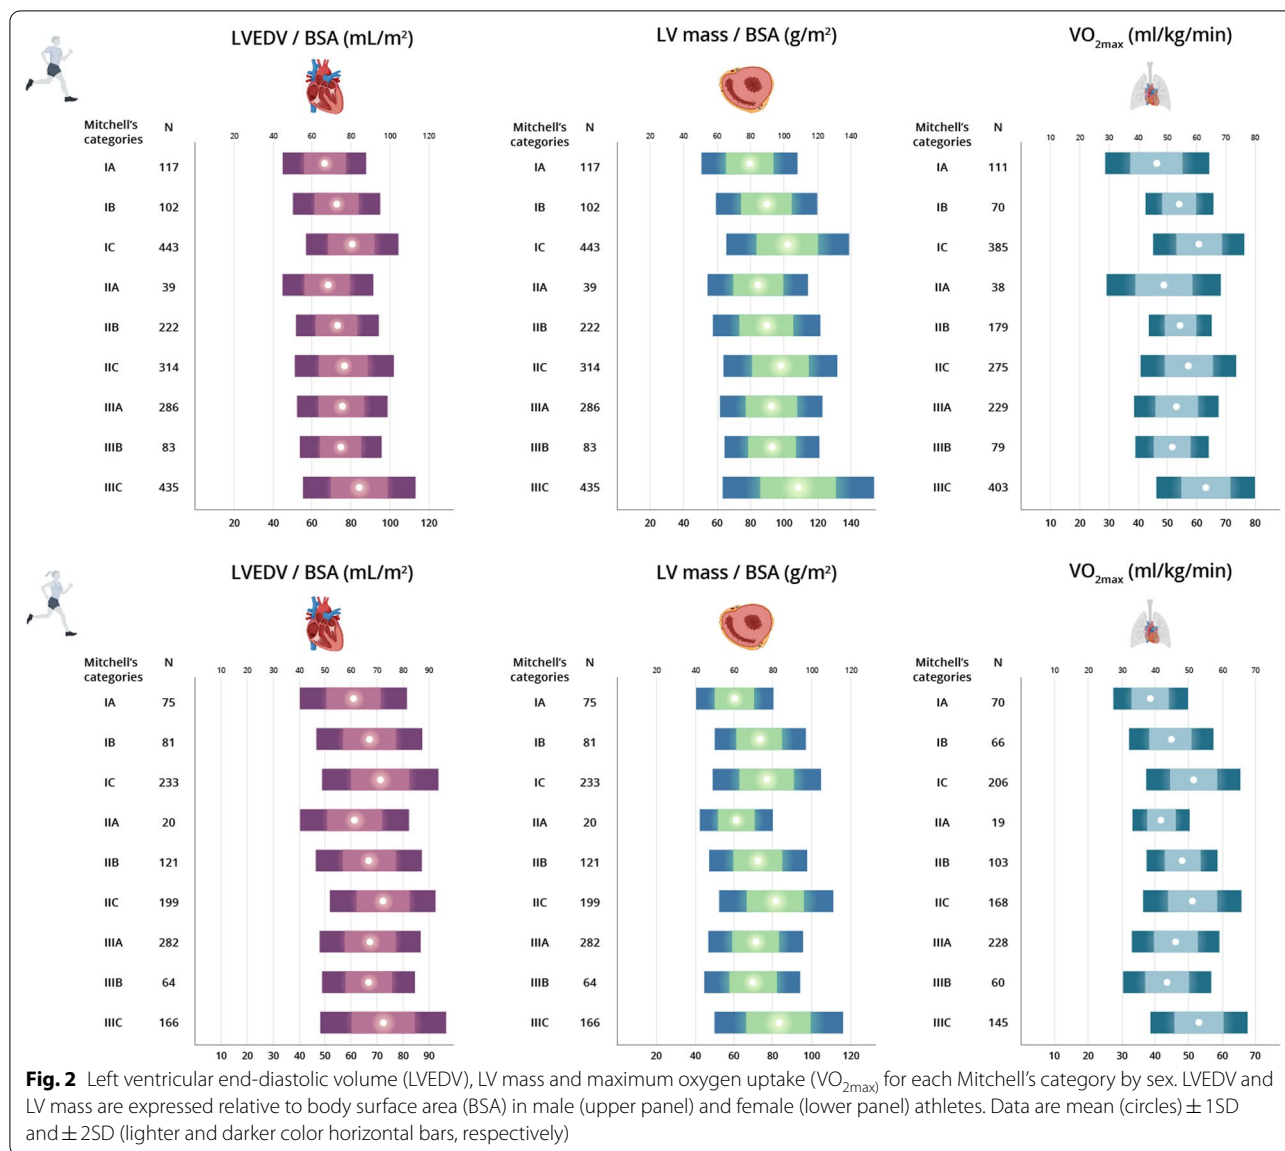 LVEDV / BSA (mL/m²) LV mass / BSA (g/m²) VO2max (ml/kg/min)
Mitchell's categories N 20 40 60 80 100 120 Mitchell's categories N 20 40 60 80 100 120 140 Mitchell's categories N 10 20 30 40 50 60 70 80
IA 117 IA 117 IA 111
IB 102 IB 102 IB 70
IC 443 IC 443 IC 385
IIA 39 IIA 39 IIA 38
IIB 222 IIB 222 IIB 179
IIC 314 IIC 314 IIC 275
IIIA 286 IIIA 286 IIIA 229
IIIB 83 IIIB 83 IIIB 79
IIIC 435 IIIC 435 IIIC 403
20 40 60 80 100 120 20 40 60 80 100 120 140 10 20 30 40 50 60 70 80
LVEDV / BSA (mL/m²) LV mass / BSA (g/m²) VO2max (ml/kg/min)
Mitchell's categories N 10 20 30 40 50 60 70 80 90 Mitchell's categories N 20 40 60 80 100 120 Mitchell's categories N 10 20 30 40 50 60 70
IA 75 IA 75 IA 70
IB 81 IB 81 IB 66
IC 233 IC 233 IC 206
IIA 20 IIA 20 IIA 19
IIB 121 IIB 121 IIB 103
IIC 199 IIC 199 IIC 168
IIIA 282 IIIA 282 IIIA 228
IIIB 64 IIIB 64 IIIB 60
IIIC 166 IIIC 166 IIIC 145
10 20 30 40 50 60 70 80 90 20 40 60 80 100 120 10 20 30 40 50 60 70
Fig. 2 Left ventricular end-diastolic volume (LVEDV), LV mass and maximum oxygen uptake (VO2max) for each Mitchell's category by sex. LVEDV and
LV mass are expressed relative to body surface area (BSA) in male (upper panel) and female (lower panel) athletes. Data are mean (circles) ± 1SD
and ± 2SD (lighter and darker color horizontal bars, respectively)